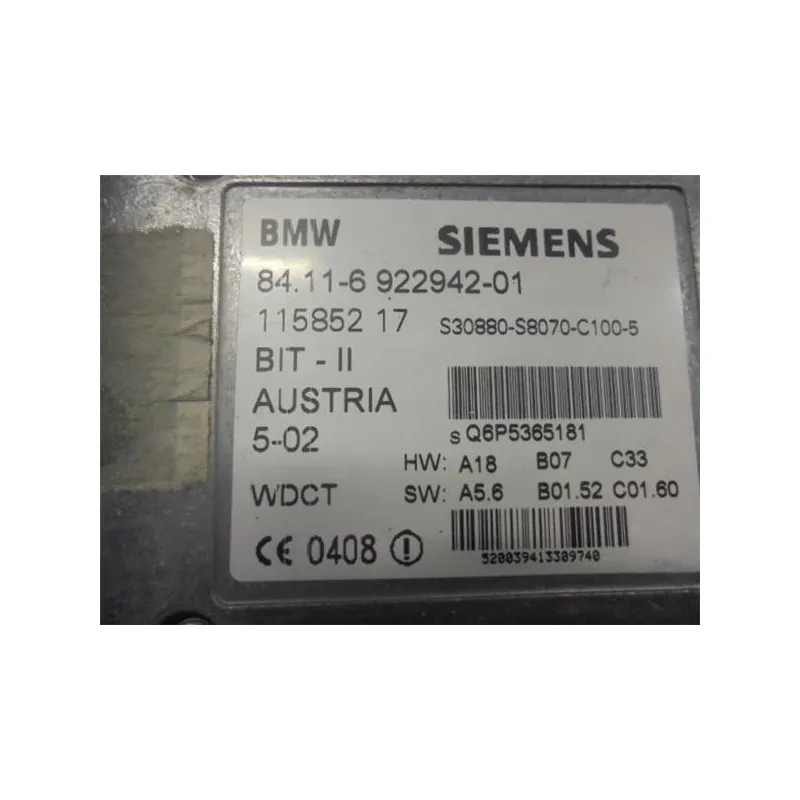 BMW SIEMENS
84.11-6 922942-01
115852 17 S30880-S8070-C100-5
BIT - II
AUSTRIA
5-02 S Q6P5365181
HW: A18 B07 C33
WDCT SW: A5.6 B01.52 C01.60
CE 0408
520039413309740